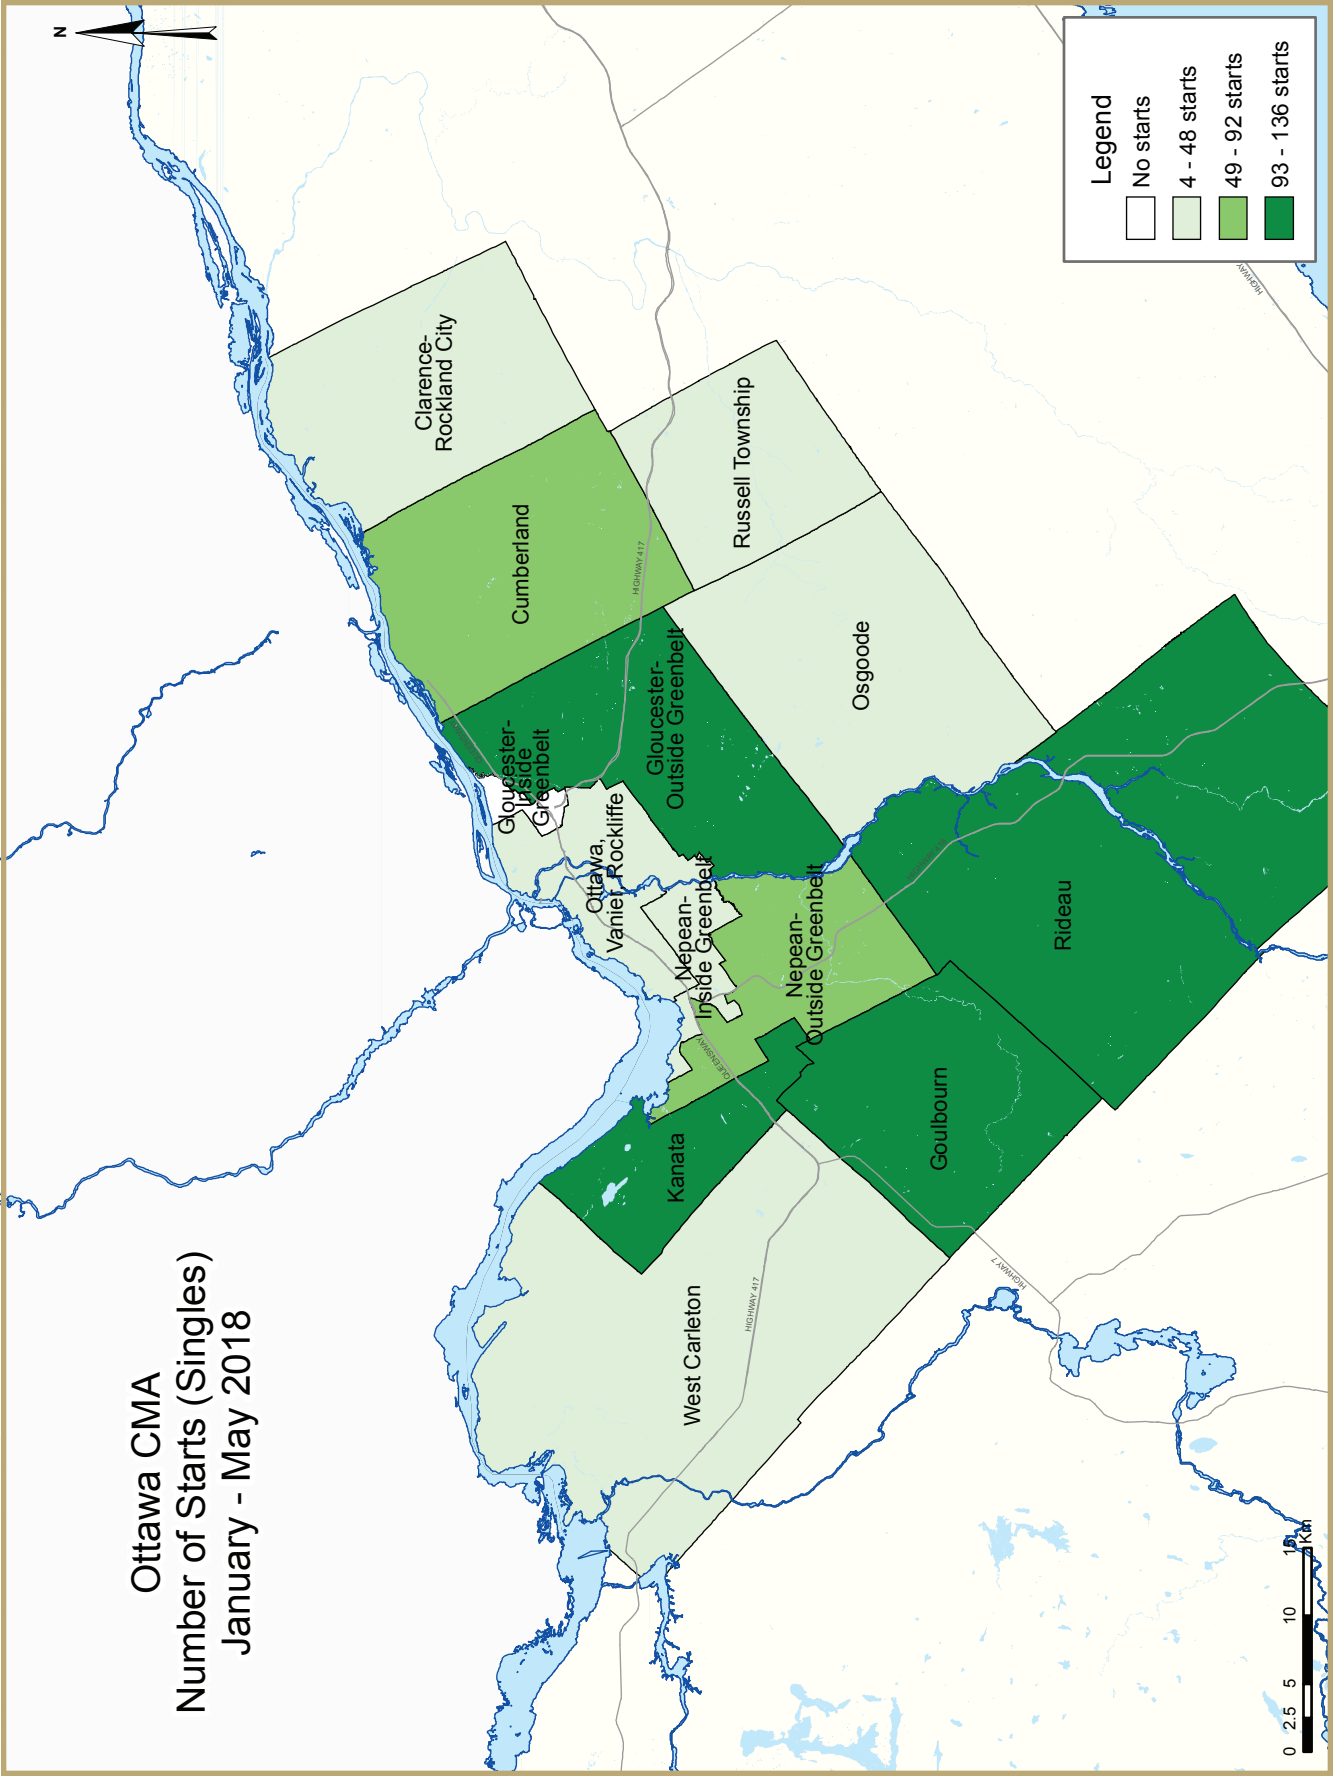 Ottawa CMA
Number of Starts (Singles)
January - May 2018
N
Legend
No starts
4 - 48 starts
49 - 92 starts
93 - 136 starts
Clarence-
Rockland City
Cumberland
Russell Township
Gloucester-
Inside
Greenbelt
Gloucester-
Outside Greenbelt
Osgoode
Ottawa,
Vanier, Rockliffe
Nepean-
Inside Greenbelt
Nepean-
Outside Greenbelt
Rideau
Kanata
Goulbourn
West Carleton
HIGHWAY 417
HIGHWAY 417
QUEENSWAY
HIGHWAY 7
HIGHWAY
0 2.5 5 10 15
Km